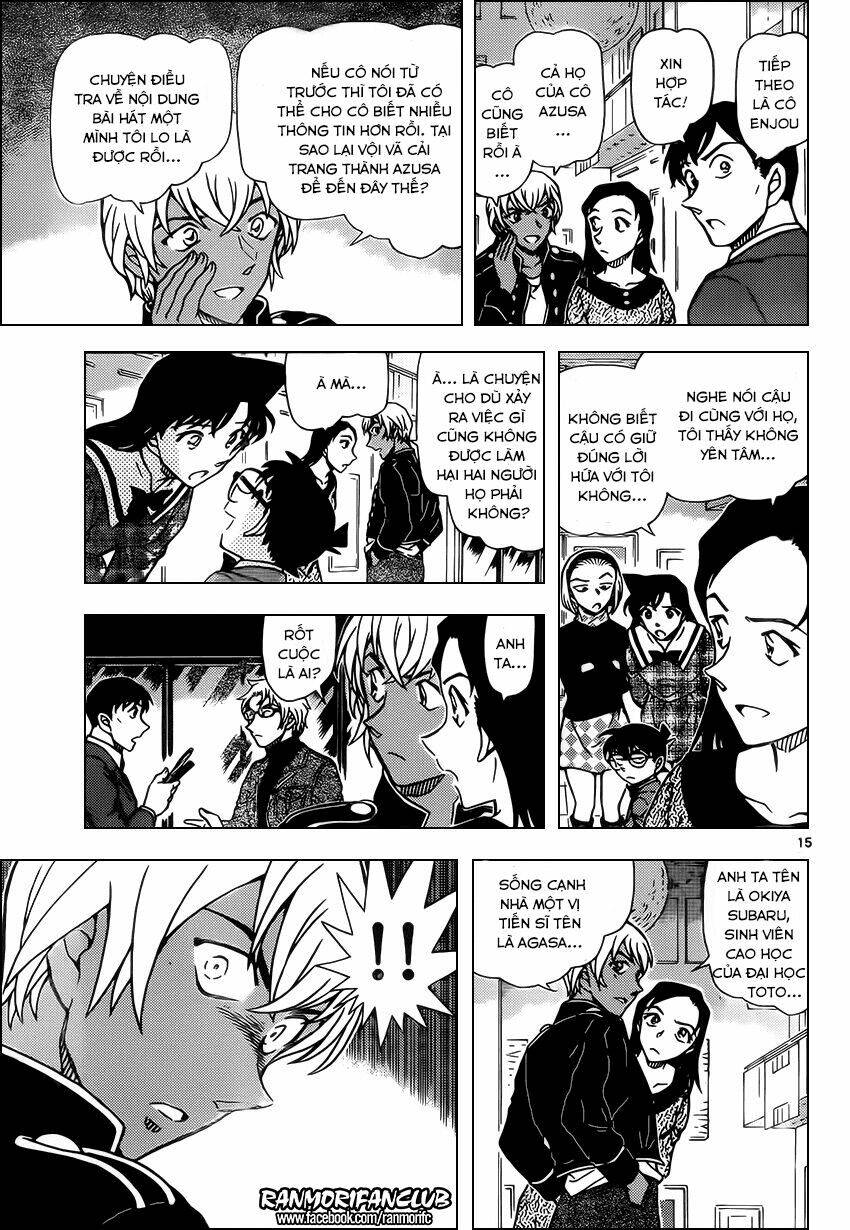 TIẾP
THEO
LÀ CÔ
ENJOU
XIN
HỢP
TÁC!
CẢ HỌ
CỦA CÔ
AZUSA
...
CÔ
CŨNG
BIẾT
RỒI À
...
NẾU CÔ NÓI TỪ
TRƯỚC THÌ TÔI ĐÃ CÓ
THỂ CHO CÔ BIẾT NHIỀU
THÔNG TIN HƠN RỒI. TẠI
SAO LẠI VỘI VÃ CẢI
TRANG THÀNH AZUSA
ĐỂ ĐẾN ĐÂY THẾ?
CHUYỆN ĐIỀU
TRA VỀ NỘI DUNG
BÀI HÁT MỘT
MÌNH TÔI LO LÀ
ĐƯỢC RỒI...
NGHE NÓI CẬU
ĐI CÙNG VỚI HỌ,
TÔI THẤY KHÔNG
YÊN TÂM...
KHÔNG BIẾT
CẬU CÓ GIỮ
ĐÚNG LỜI
HỨA VỚI TÔI
KHÔNG...
À... LÀ CHUYỆN
CHO DÙ XẢY
RA VIỆC GÌ
CŨNG KHÔNG
ĐƯỢC LÀM
HẠI HAI NGƯỜI
HỌ PHẢI
KHÔNG?
À MÀ...
ANH
TA...
RỐT
CUỘC
LÀ AI?
15
ANH TA TÊN
LÀ OKIYA
SUBARU,
SINH VIÊN
CAO HỌC
CỦA ĐẠI HỌC
TOTO...
SỐNG CẠNH
NHÀ MỘT VỊ
TIẾN SĨ TÊN
LÀ AGASA...
!!
RANMORIFANCLUB
www.facebook.com/ranmorifc